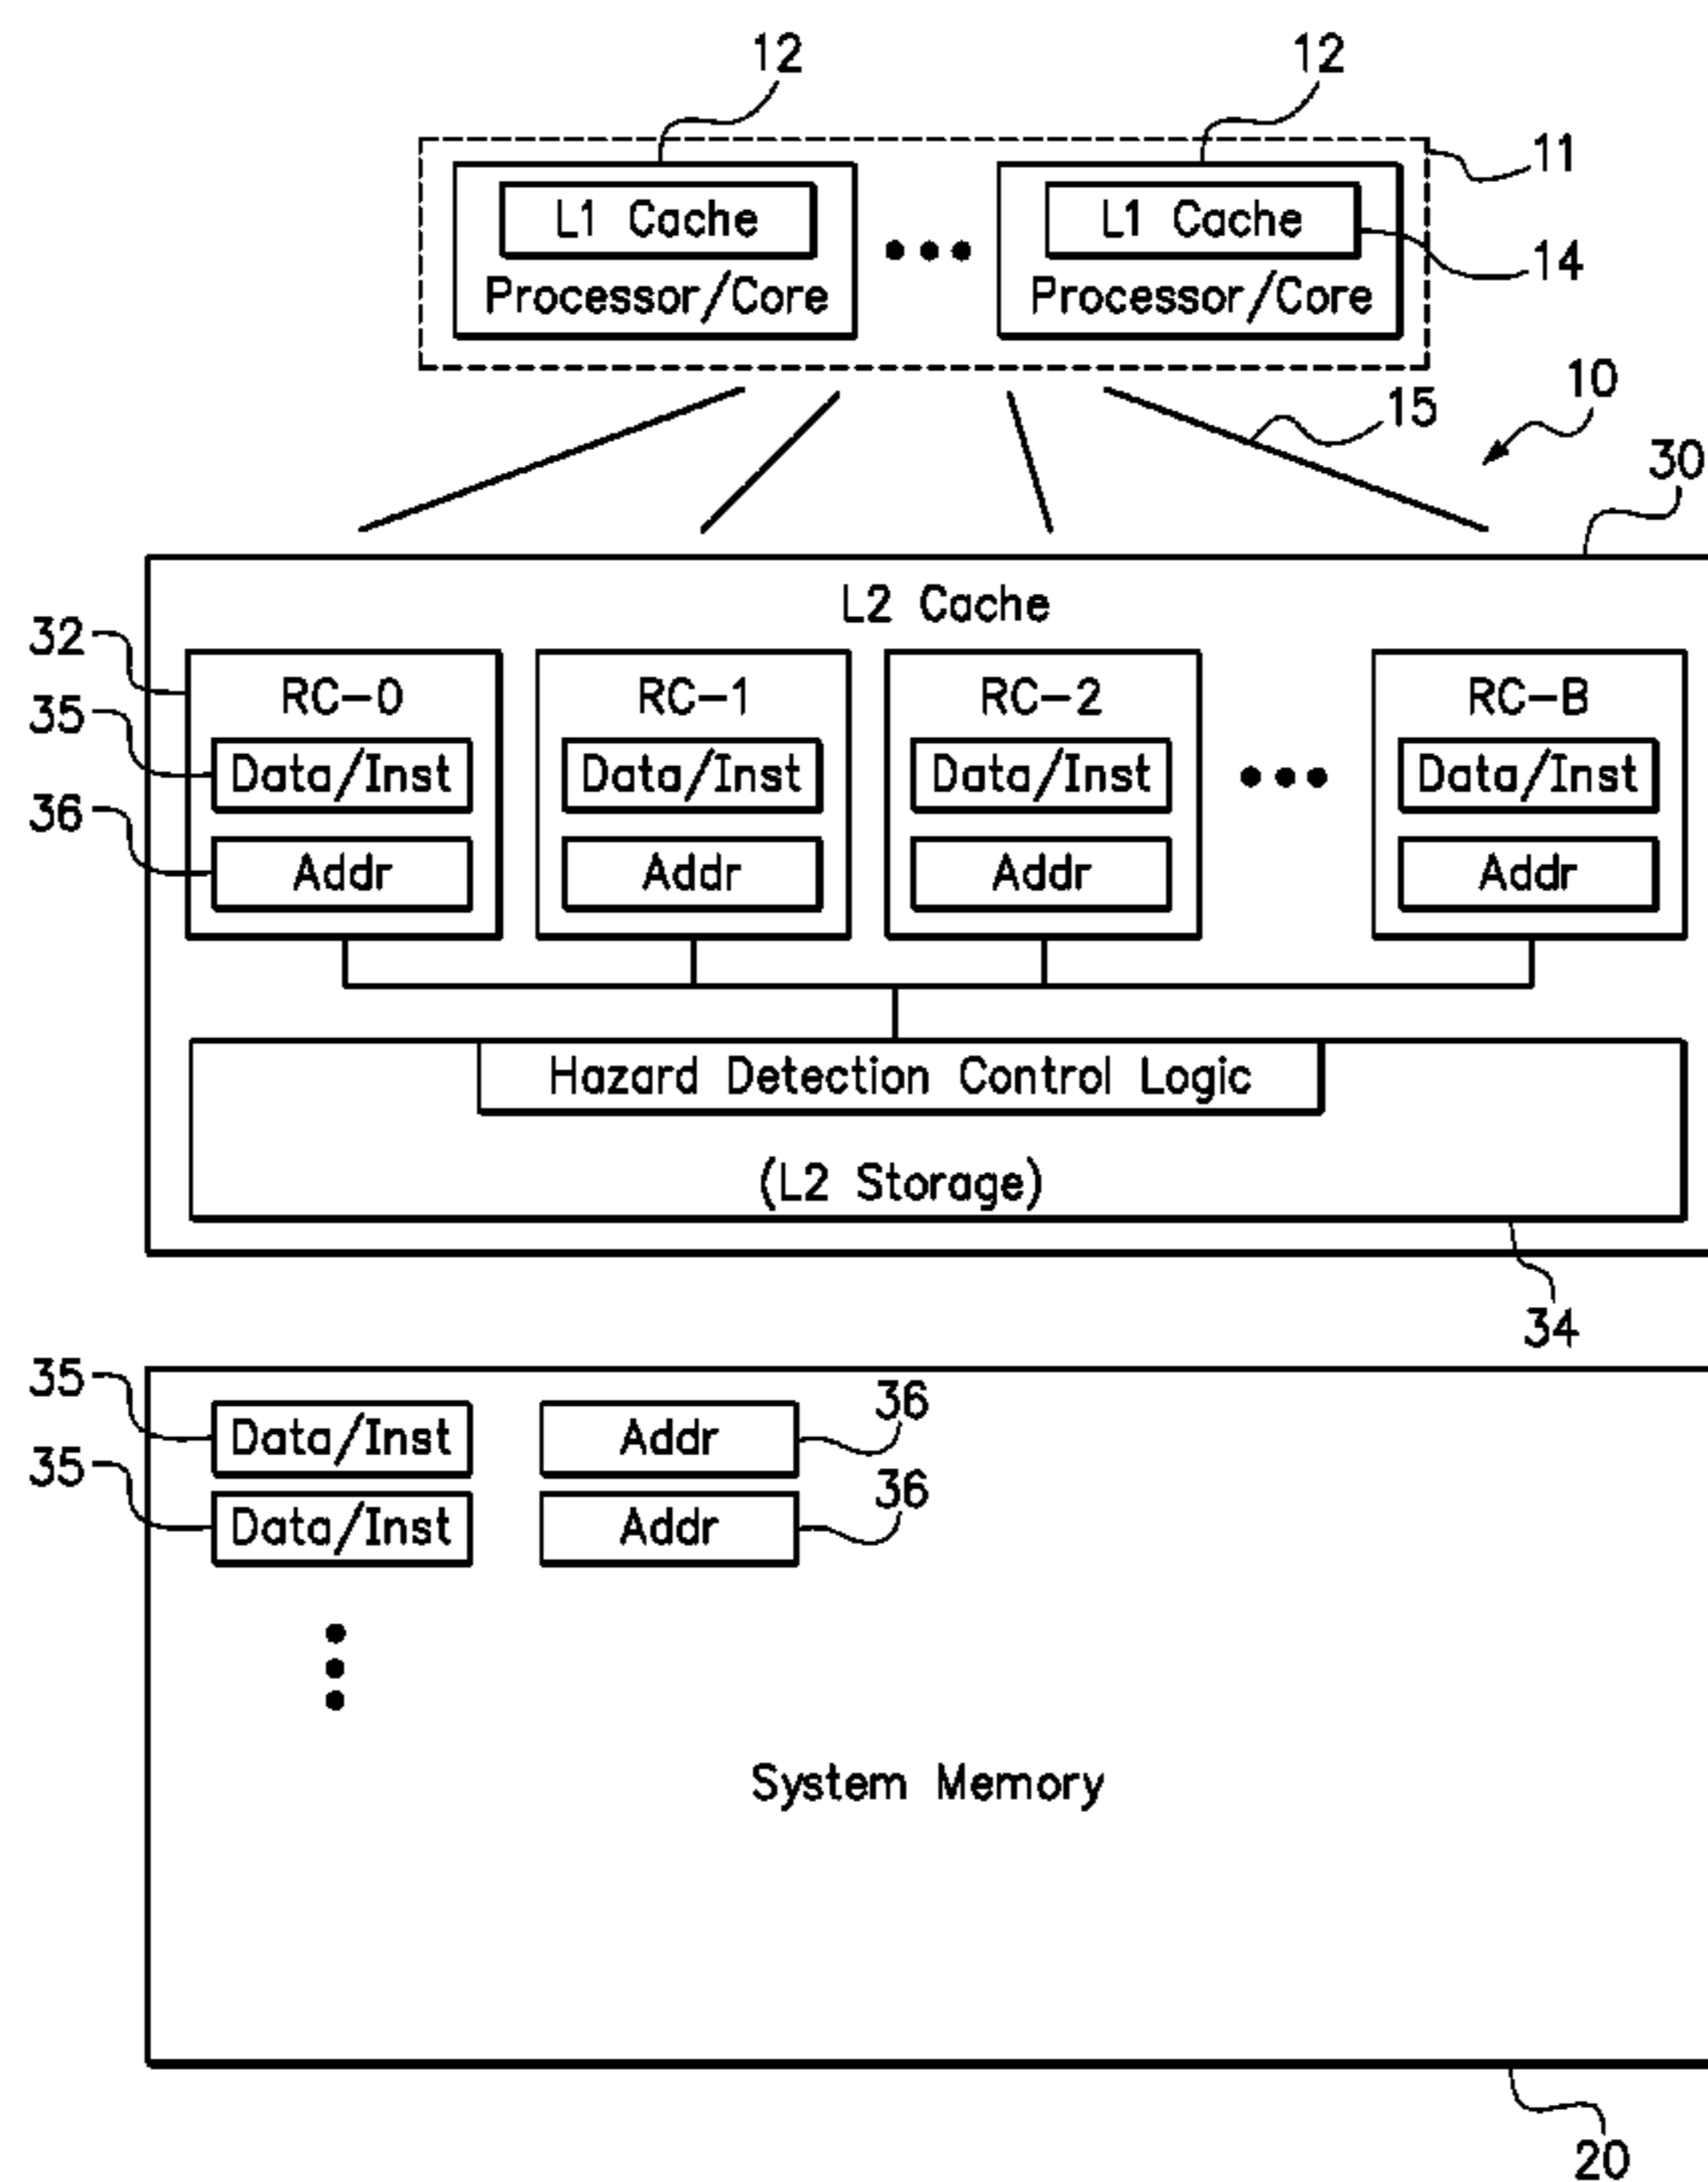 12 12
11
L1 Cache L1 Cache
14
Processor/Core Processor/Core
10
15
30
L2 Cache
32
RC-0 RC-1 RC-2 RC-B
35
Data/Inst Data/Inst Data/Inst Data/Inst
36
Addr Addr Addr Addr
Hazard Detection Control Logic
(L2 Storage)
34
35
36
Data/Inst Addr
35
36
Data/Inst Addr
System Memory
20